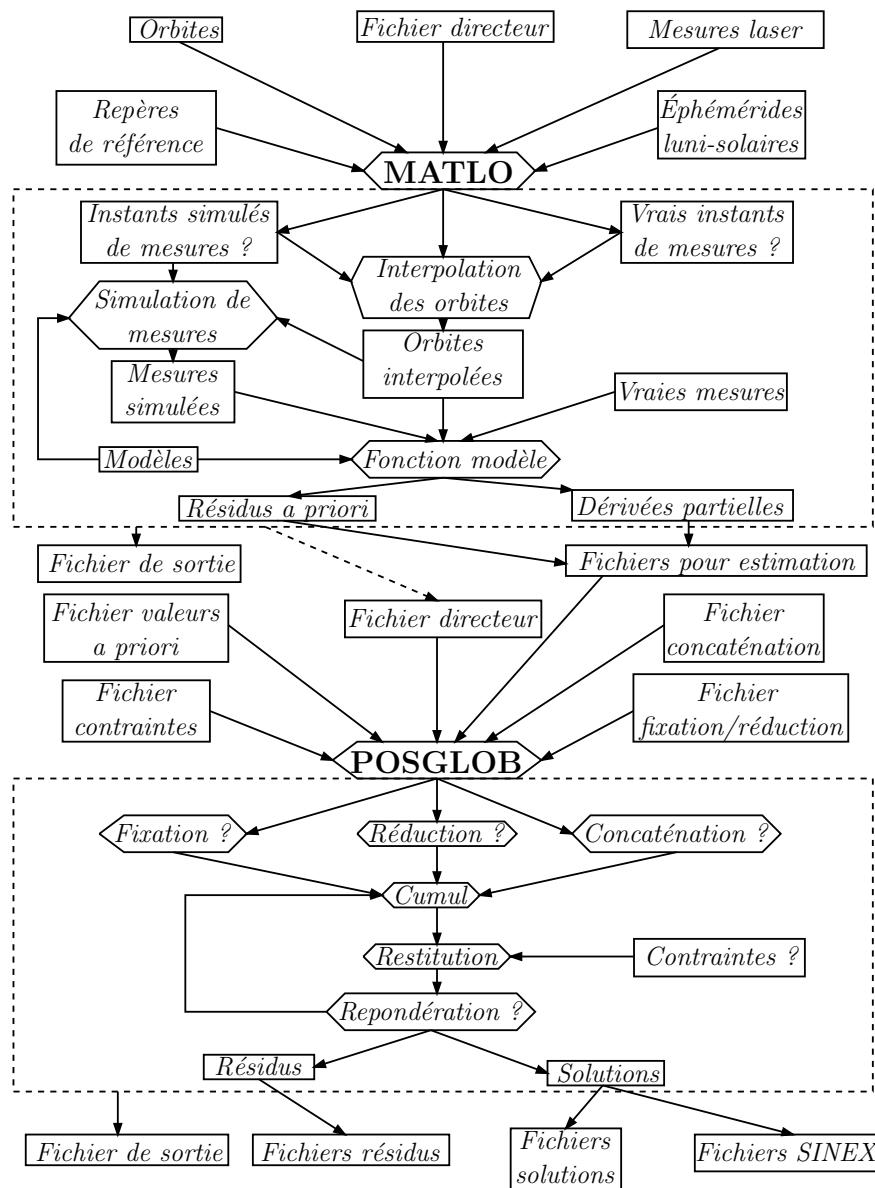 Orbites
Fichier directeur
Mesures laser
Repères
de référence
Éphémérides
luni-solaires
MATLO
Instants simulés
de mesures ?
Vrais instants
de mesures ?
Interpolation
des orbites
Simulation de
mesures
Orbites
interpolées
Mesures
simulées
Vraies mesures
Modèles
Fonction modèle
Résidus a priori
Dérivées partielles
Fichier de sortie
Fichiers pour estimation
Fichier valeurs
a priori
Fichier directeur
Fichier
concaténation
Fichier
contraintes
Fichier
fixation/réduction
POSGLOB
Fixation ?
Réduction ?
Concaténation ?
Cumul
Restitution
Contraintes ?
Repondération ?
Résidus
Solutions
Fichier de sortie
Fichiers résidus
Fichiers
solutions
Fichiers SINEX